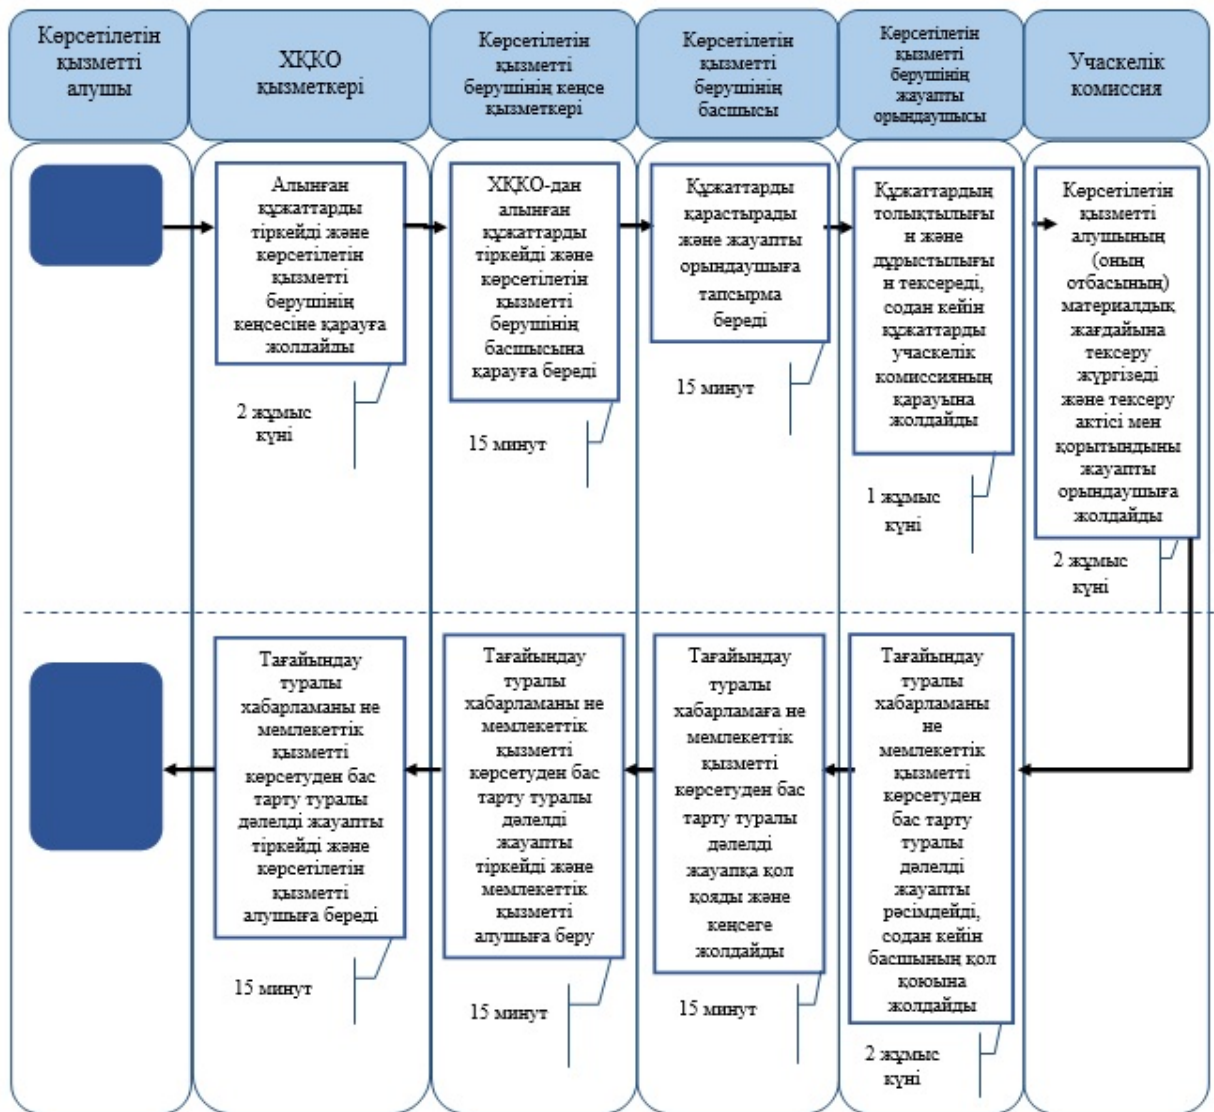 Көрсетілетін
қызметті
алушы
ХҚКО
қызметкері
Көрсетілетін
қызметті
берушінің кеңсе
қызметкері
Көрсетілетін
қызметті
берушінің
басшысы
Көрсетілетін
қызметті
берушінің
жауапты
орындаушысы
Учаскелік
комиссия
Алынған
құжаттарды
тіркейді және
көрсетілетін
қызметті
берушінің
кеңсесіне қарауға
жолдайды
2 жұмыс
күні
ХҚКО-дан
алынған
құжаттарды
тіркейді және
көрсетілетін
қызметті
берушінің
басшысына
қарауға береді
15 минут
Құжаттарды
қарастырады
және жауапты
орындаушыға
тапсырма
береді
15 минут
Құжаттардың
толықтылығы
н және
дұрыстылығы
н тексереді,
содан кейін
құжаттарды
учаскелік
комиссияның
қарауына
жолдайды
1 жұмыс
күні
Көрсетілетін
қызметті
алушының
(оның
отбасының)
материалдық
жағдайына
тексеру
жүргізеді
және тексеру
актісі мен
қорытындыны
жауапты
орындаушыға
жолдайды
2 жұмыс
күні
Тағайындау
туралы
хабарламаны не
мемлекеттік
қызметті
көрсетуден бас
тарту туралы
дәлелді жауапты
тіркейді және
көрсетілетін
қызметті
алушыға береді
15 минут
Тағайындау
туралы
хабарламаны не
мемлекеттік
қызметті
көрсетуден бас
тарту туралы
дәлелді
жауапты
тіркейді және
мемлекеттік
қызметті
алушыға беру
15 минут
Тағайындау
туралы
хабарламаға не
мемлекеттік
қызметті
көрсетуден бас
тарту туралы
дәлелді
жауапқа қол
қояды және
кеңсеге
жолдайды
15 минут
Тағайындау
туралы
хабарламаны
не
мемлекеттік
қызметті
көрсетуден
бас тарту
туралы
дәлелді
жауапты
рәсімдейді,
содан кейін
басшының қол
қоюына
жолдайды
2 жұмыс
күні